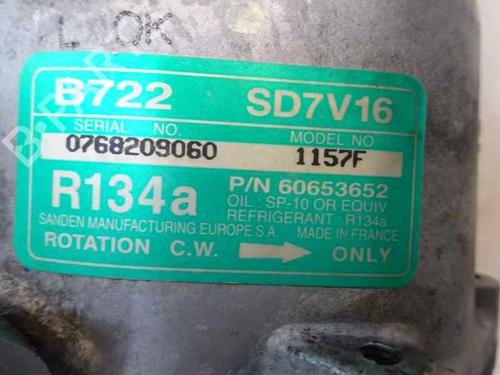 L OK
B722 SD7V16
SERIAL NO. MODEL NO
0768209060 1157F
R134a P/N 60653652
OIL : SP-10 OR EQUIV
REFRIGERANT : R134a
SANDEN MANUFACTURING EUROPE S.A. MADE IN FRANCE
ROTATION C.W. ONLY